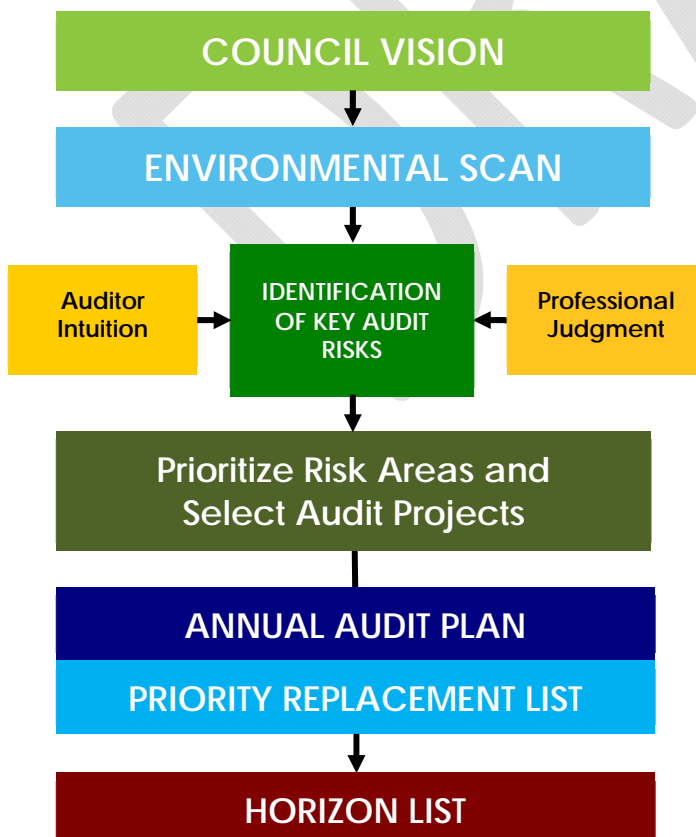 COUNCIL VISION
ENVIRONMENTAL SCAN
Auditor
Intuition
IDENTIFICATION
OF KEY AUDIT
RISKS
Professional
Judgment
Prioritize Risk Areas and
Select Audit Projects
ANNUAL AUDIT PLAN
PRIORITY REPLACEMENT LIST
HORIZON LIST